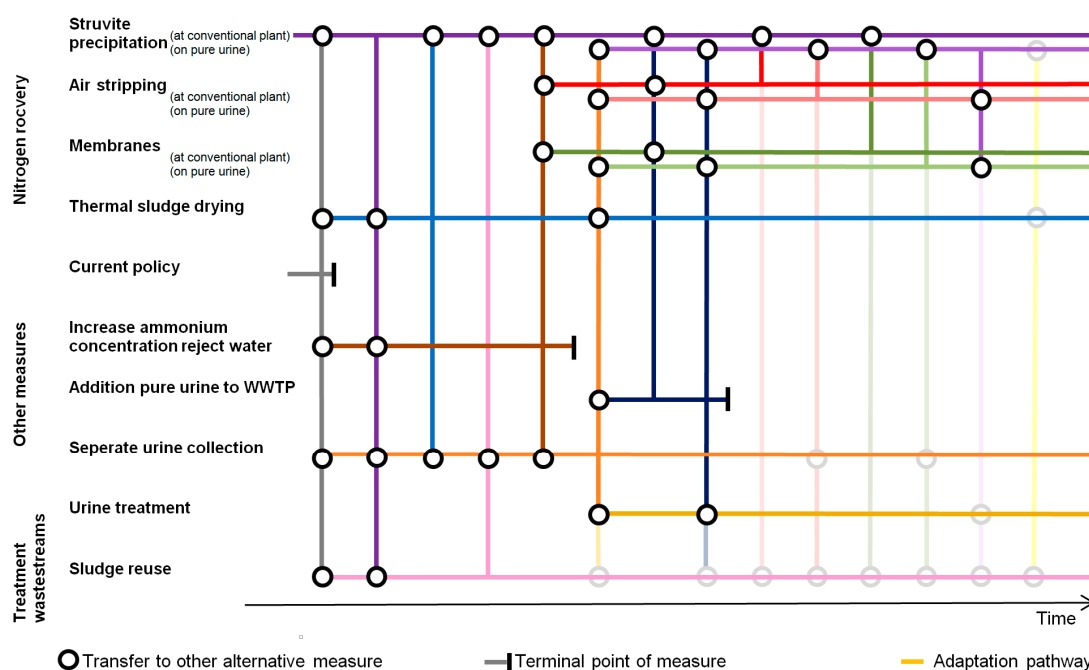 Struvite
precipitation (at conventional plant)
(on pure urine)
Air stripping
(at conventional plant)
(on pure urine)
Membranes
(at conventional plant)
(on pure urine)
Thermal sludge drying
Current policy
Increase ammonium
concentration reject water
Addition pure urine to WWTP
Seperate urine collection
Urine treatment
Sludge reuse
Nitrogen rocvery
Other measures
Treatment
wastestreams
Time
Transfer to other alternative measure
Terminal point of measure
Adaptation pathway